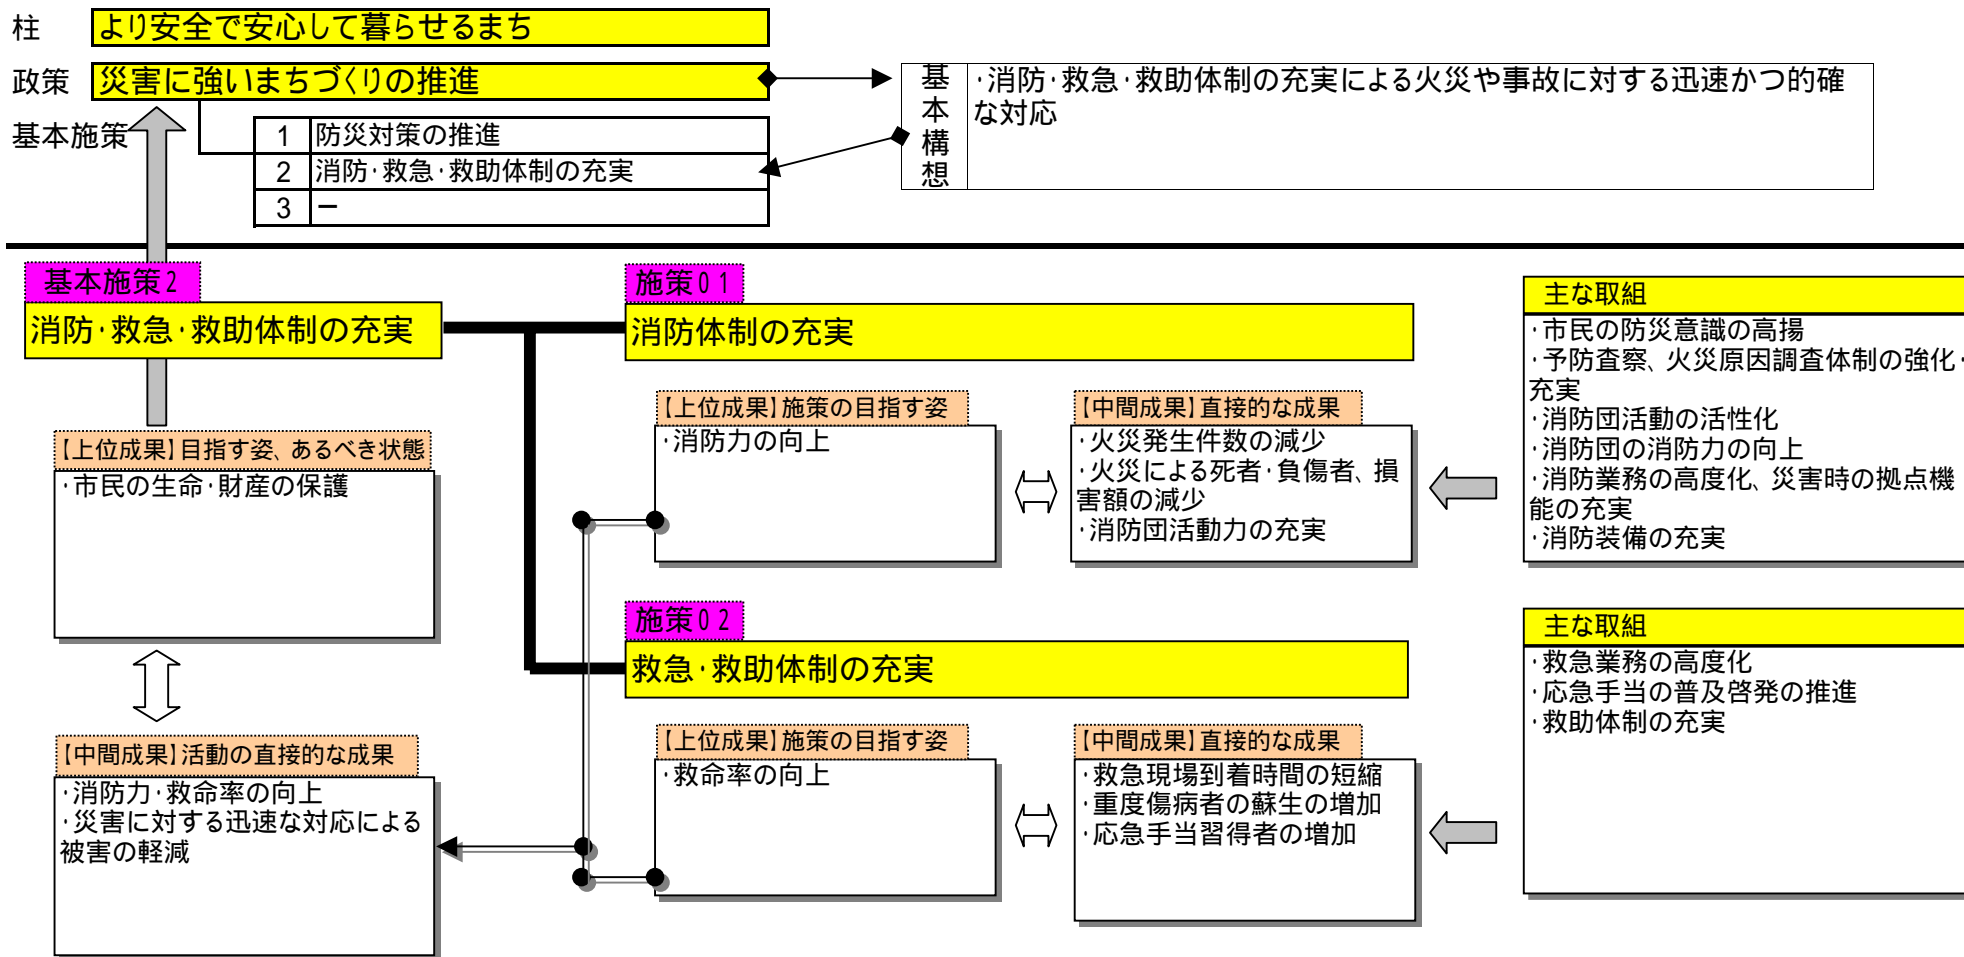 柱
より安全で安心して暮らせるまち
政策
災害に強いまちづくりの推進
基本施策
1 防災対策の推進
2 消防・救急・救助体制の充実
3 ー
基本構想
・消防・救急・救助体制の充実による火災や事故に対する迅速かつ的確
な対応
基本施策2
消防・救急・救助体制の充実
【上位成果】目指す姿、あるべき状態
・市民の生命・財産の保護
【中間成果】活動の直接的な成果
・消防力・救命率の向上
・災害に対する迅速な対応による
被害の軽減
施策01
消防体制の充実
【上位成果】施策の目指す姿
・消防力の向上
【中間成果】直接的な成果
・火災発生件数の減少
・火災による死者・負傷者、損
害額の減少
・消防団活動力の充実
主な取組
・市民の防災意識の高揚
・予防査察、火災原因調査体制の強化・
充実
・消防団活動の活性化
・消防団の消防力の向上
・消防業務の高度化、災害時の拠点機
能の充実
・消防装備の充実
施策02
救急・救助体制の充実
【上位成果】施策の目指す姿
・救命率の向上
【中間成果】直接的な成果
・救急現場到着時間の短縮
・重度傷病者の蘇生の増加
・応急手当習得者の増加
主な取組
・救急業務の高度化
・応急手当の普及啓発の推進
・救助体制の充実